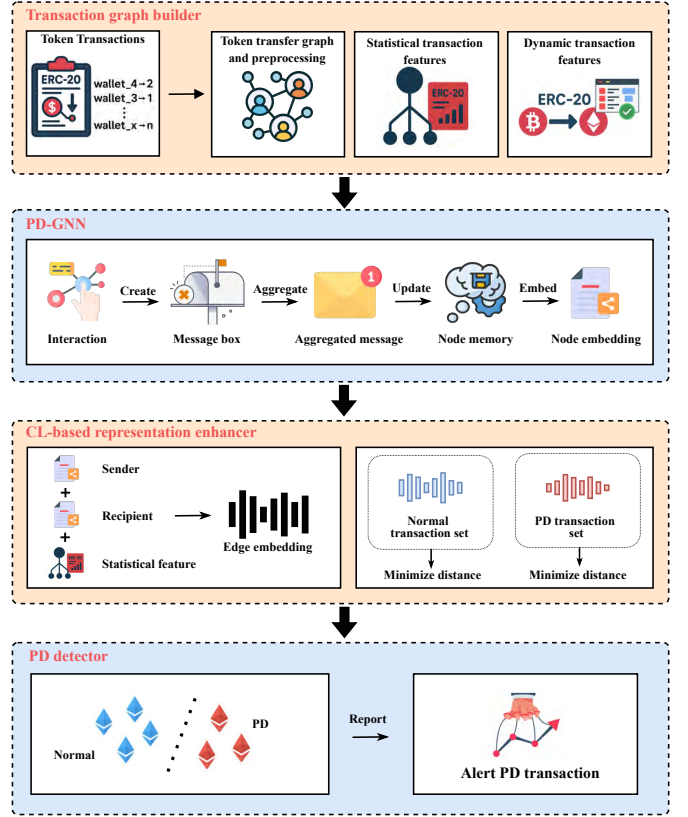 Transaction graph builder
Token Transactions
ERC-20
$
wallet_4→2
wallet_3→1
wallet_x→n
Token transfer graph
and preprocessing
Statistical transaction
features
ERC-20
Dynamic transaction
features
ERC-20
PD-GNN
Interaction
Create
Message box
Aggregate
1
Aggregated message
Update
Node memory
Embed
Node embedding
CL-based representation enhancer
Sender
+
Recipient
+
ERC-20
Statistical feature
Edge embedding
Normal
transaction set
Minimize distance
PD transaction
set
Minimize distance
PD detector
Normal
PD
Report
Alert PD transaction